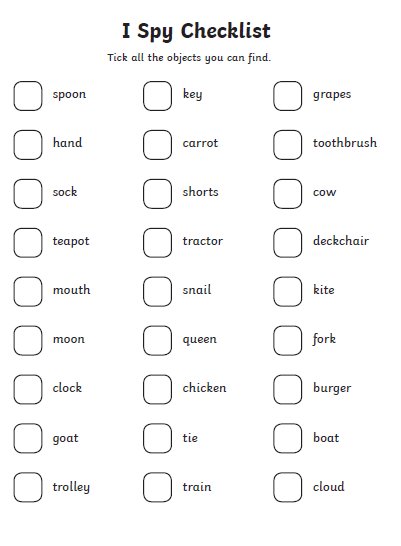 I Spy Checklist
Tick all the objects you can find.
spoon key grapes
hand carrot toothbrush
sock shorts cow
teapot tractor deckchair
mouth snail kite
moon queen fork
clock chicken burger
goat tie boat
trolley train cloud